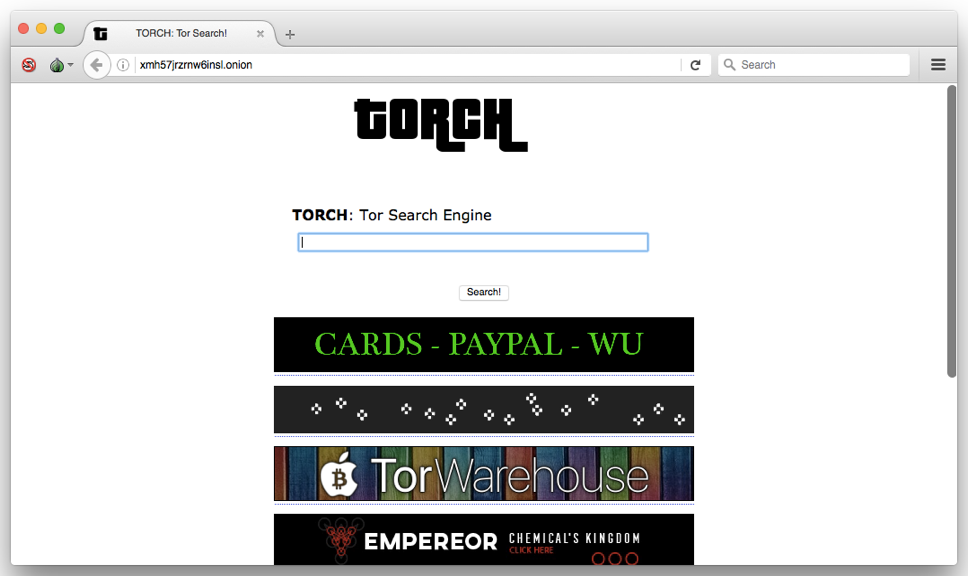 TORCH: Tor Search!
xmh57jrzrnw6insl.onion
Search
TORCH
TORCH: Tor Search Engine
Search!
CARDS - PAYPAL - WU
TorWarehouse
EMPEREOR CHEMICAL'S KINGDOM
CLICK HERE